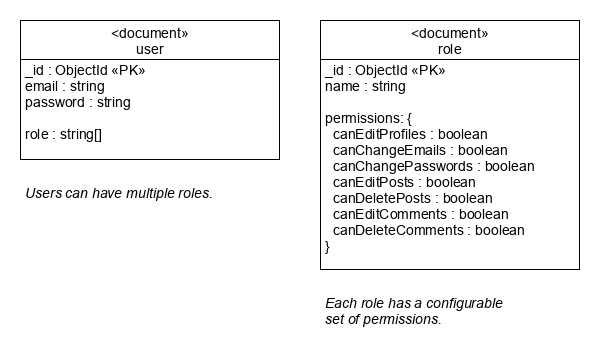 <document>
user
_id : ObjectId «PK»
email : string
password : string
role : string[]
Users can have multiple roles.
<document>
role
_id : ObjectId «PK»
name : string
permissions: {
canEditProfiles : boolean
canChangeEmails : boolean
canChangePasswords : boolean
canEditPosts : boolean
canDeletePosts : boolean
canEditComments : boolean
canDeleteComments : boolean
}
Each role has a configurable
set of permissions.